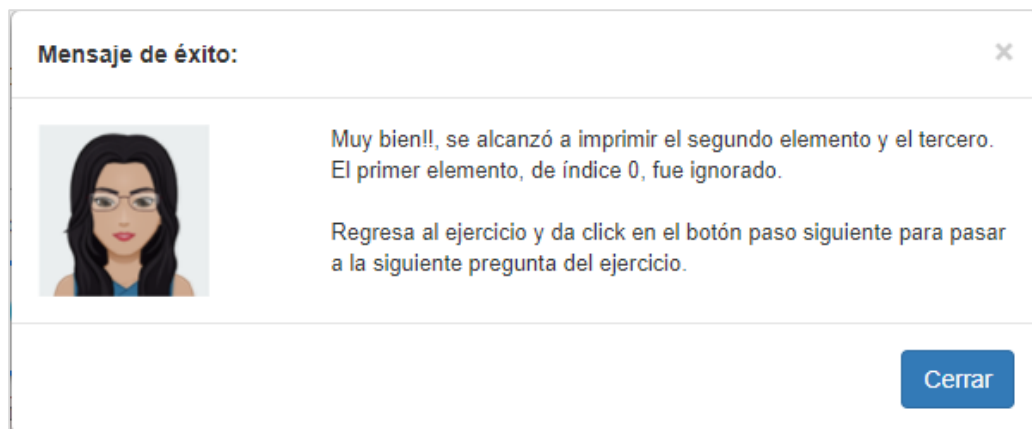 Mensaje de éxito:
×
Muy bien!!, se alcanzó a imprimir el segundo elemento y el tercero.
El primer elemento, de índice 0, fue ignorado.
Regresa al ejercicio y da click en el botón paso siguiente para pasar
a la siguiente pregunta del ejercicio.
Cerrar